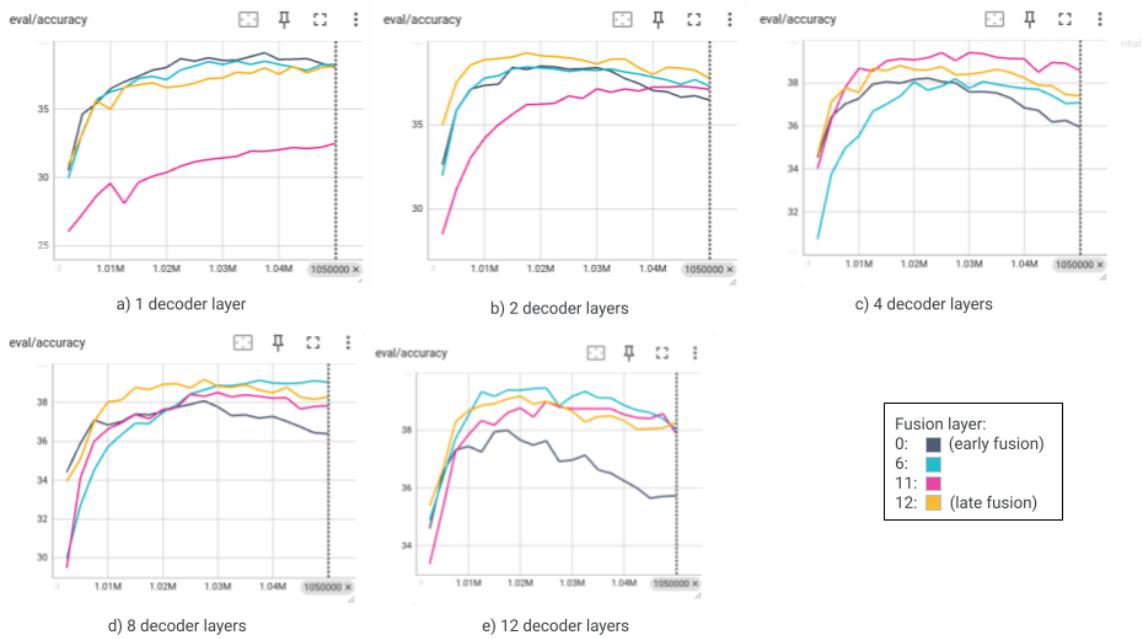 eval/accuracy
35
30
25
1.01M
1.02M
1.03M
1.04M
1050000 ×
a) 1 decoder layer
eval/accuracy
35
30
1.01M
1.02M
1.03M
1.04M
1050000 ×
b) 2 decoder layers
eval/accuracy
38
36
34
32
1.01M
1.02M
1.03M
1.04M
1050000 ×
c) 4 decoder layers
eval/accuracy
38
36
34
32
30
1.01M
1.02M
1.03M
1.04M
1050000 ×
d) 8 decoder layers
eval/accuracy
38
36
34
1.01M
1.02M
1.03M
1.04M
1050000 ×
e) 12 decoder layers
Fusion layer:
0: (early fusion)
6:
11:
12: (late fusion)